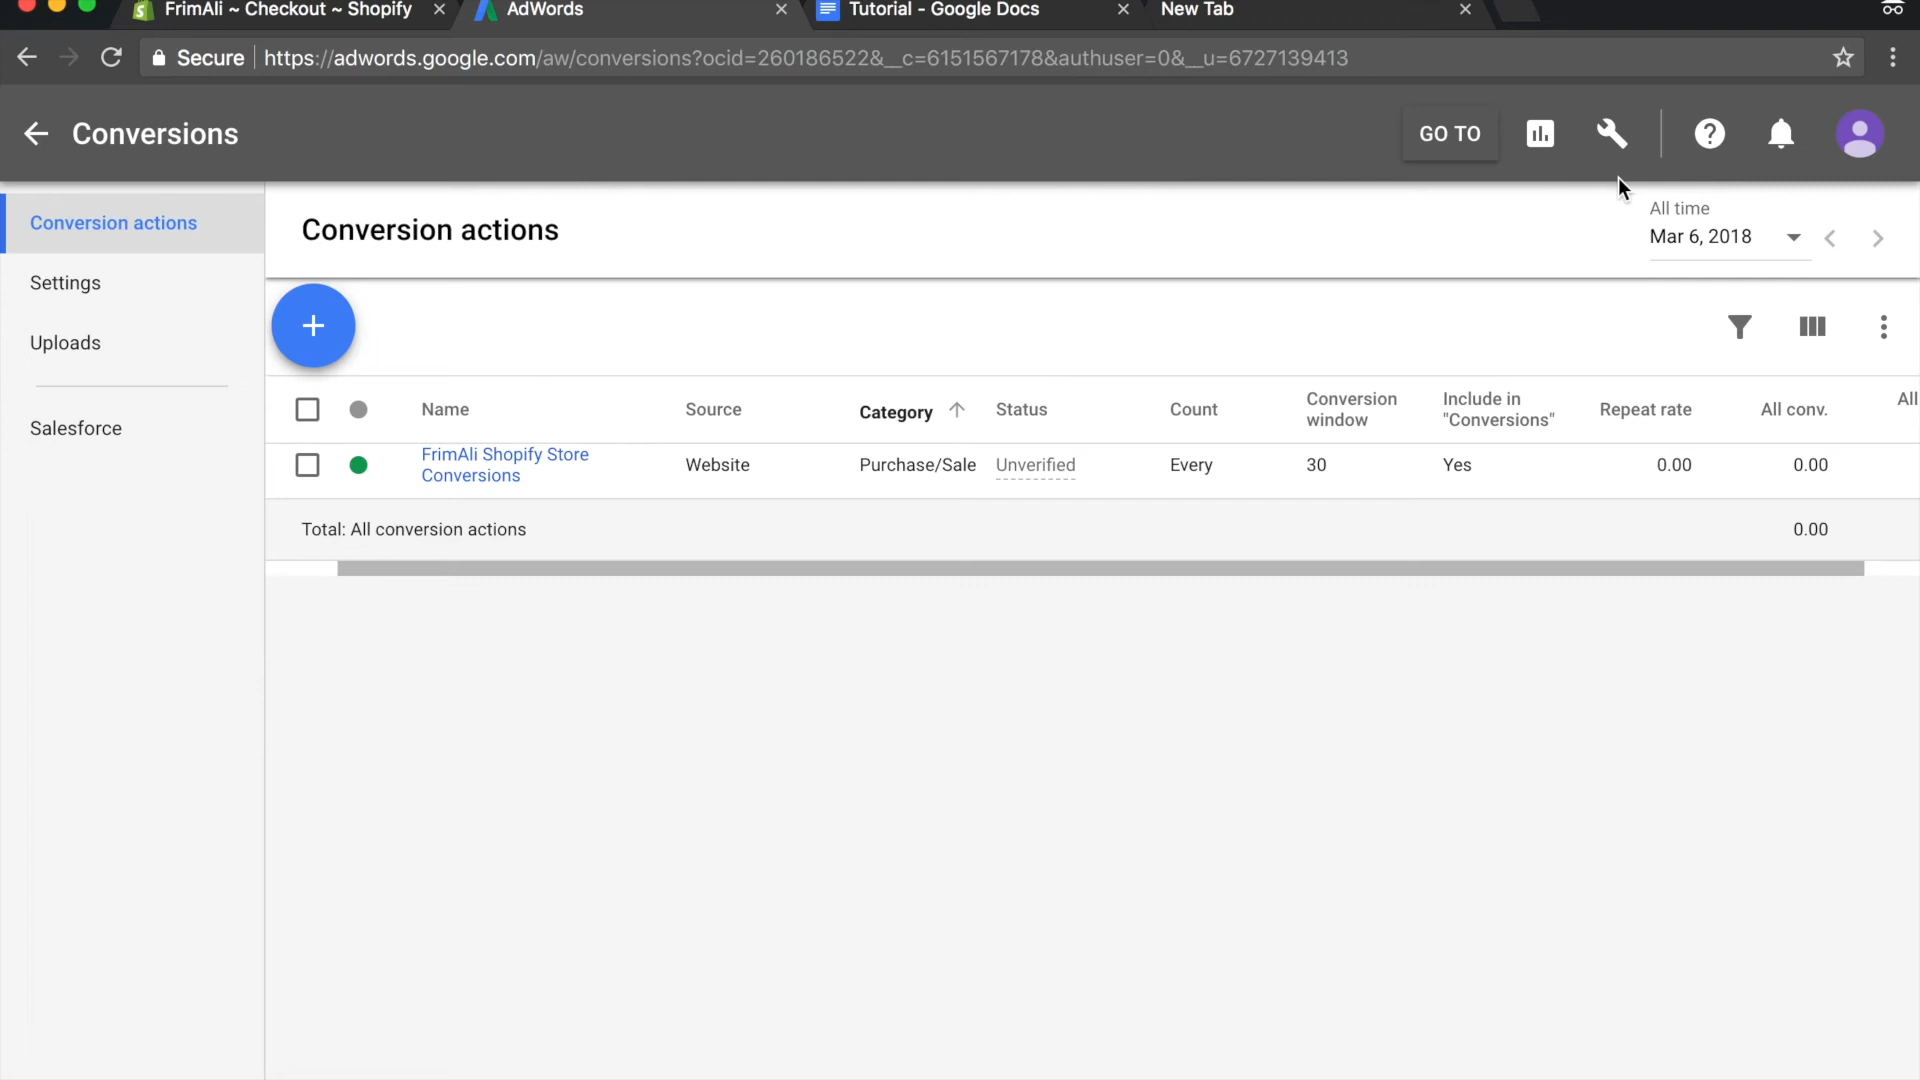 FrimAli ~ Checkout ~ Shopify
AdWords
Tutorial - Google Docs
New Tab
Secure
https://adwords.google.com/aw/conversions?ocid=260186522&__c=6151567178&authuser=0&__u=6727139413
Conversions
GO TO
Conversion actions
Settings
Uploads
Salesforce
Conversion actions
All time
Mar 6, 2018
Name
Source
Category
Status
Count
Conversion
window
Include in
"Conversions"
Repeat rate
All conv.
All
FrimAli Shopify Store
Conversions
Website
Purchase/Sale
Unverified
Every
30
Yes
0.00
0.00
Total: All conversion actions
0.00